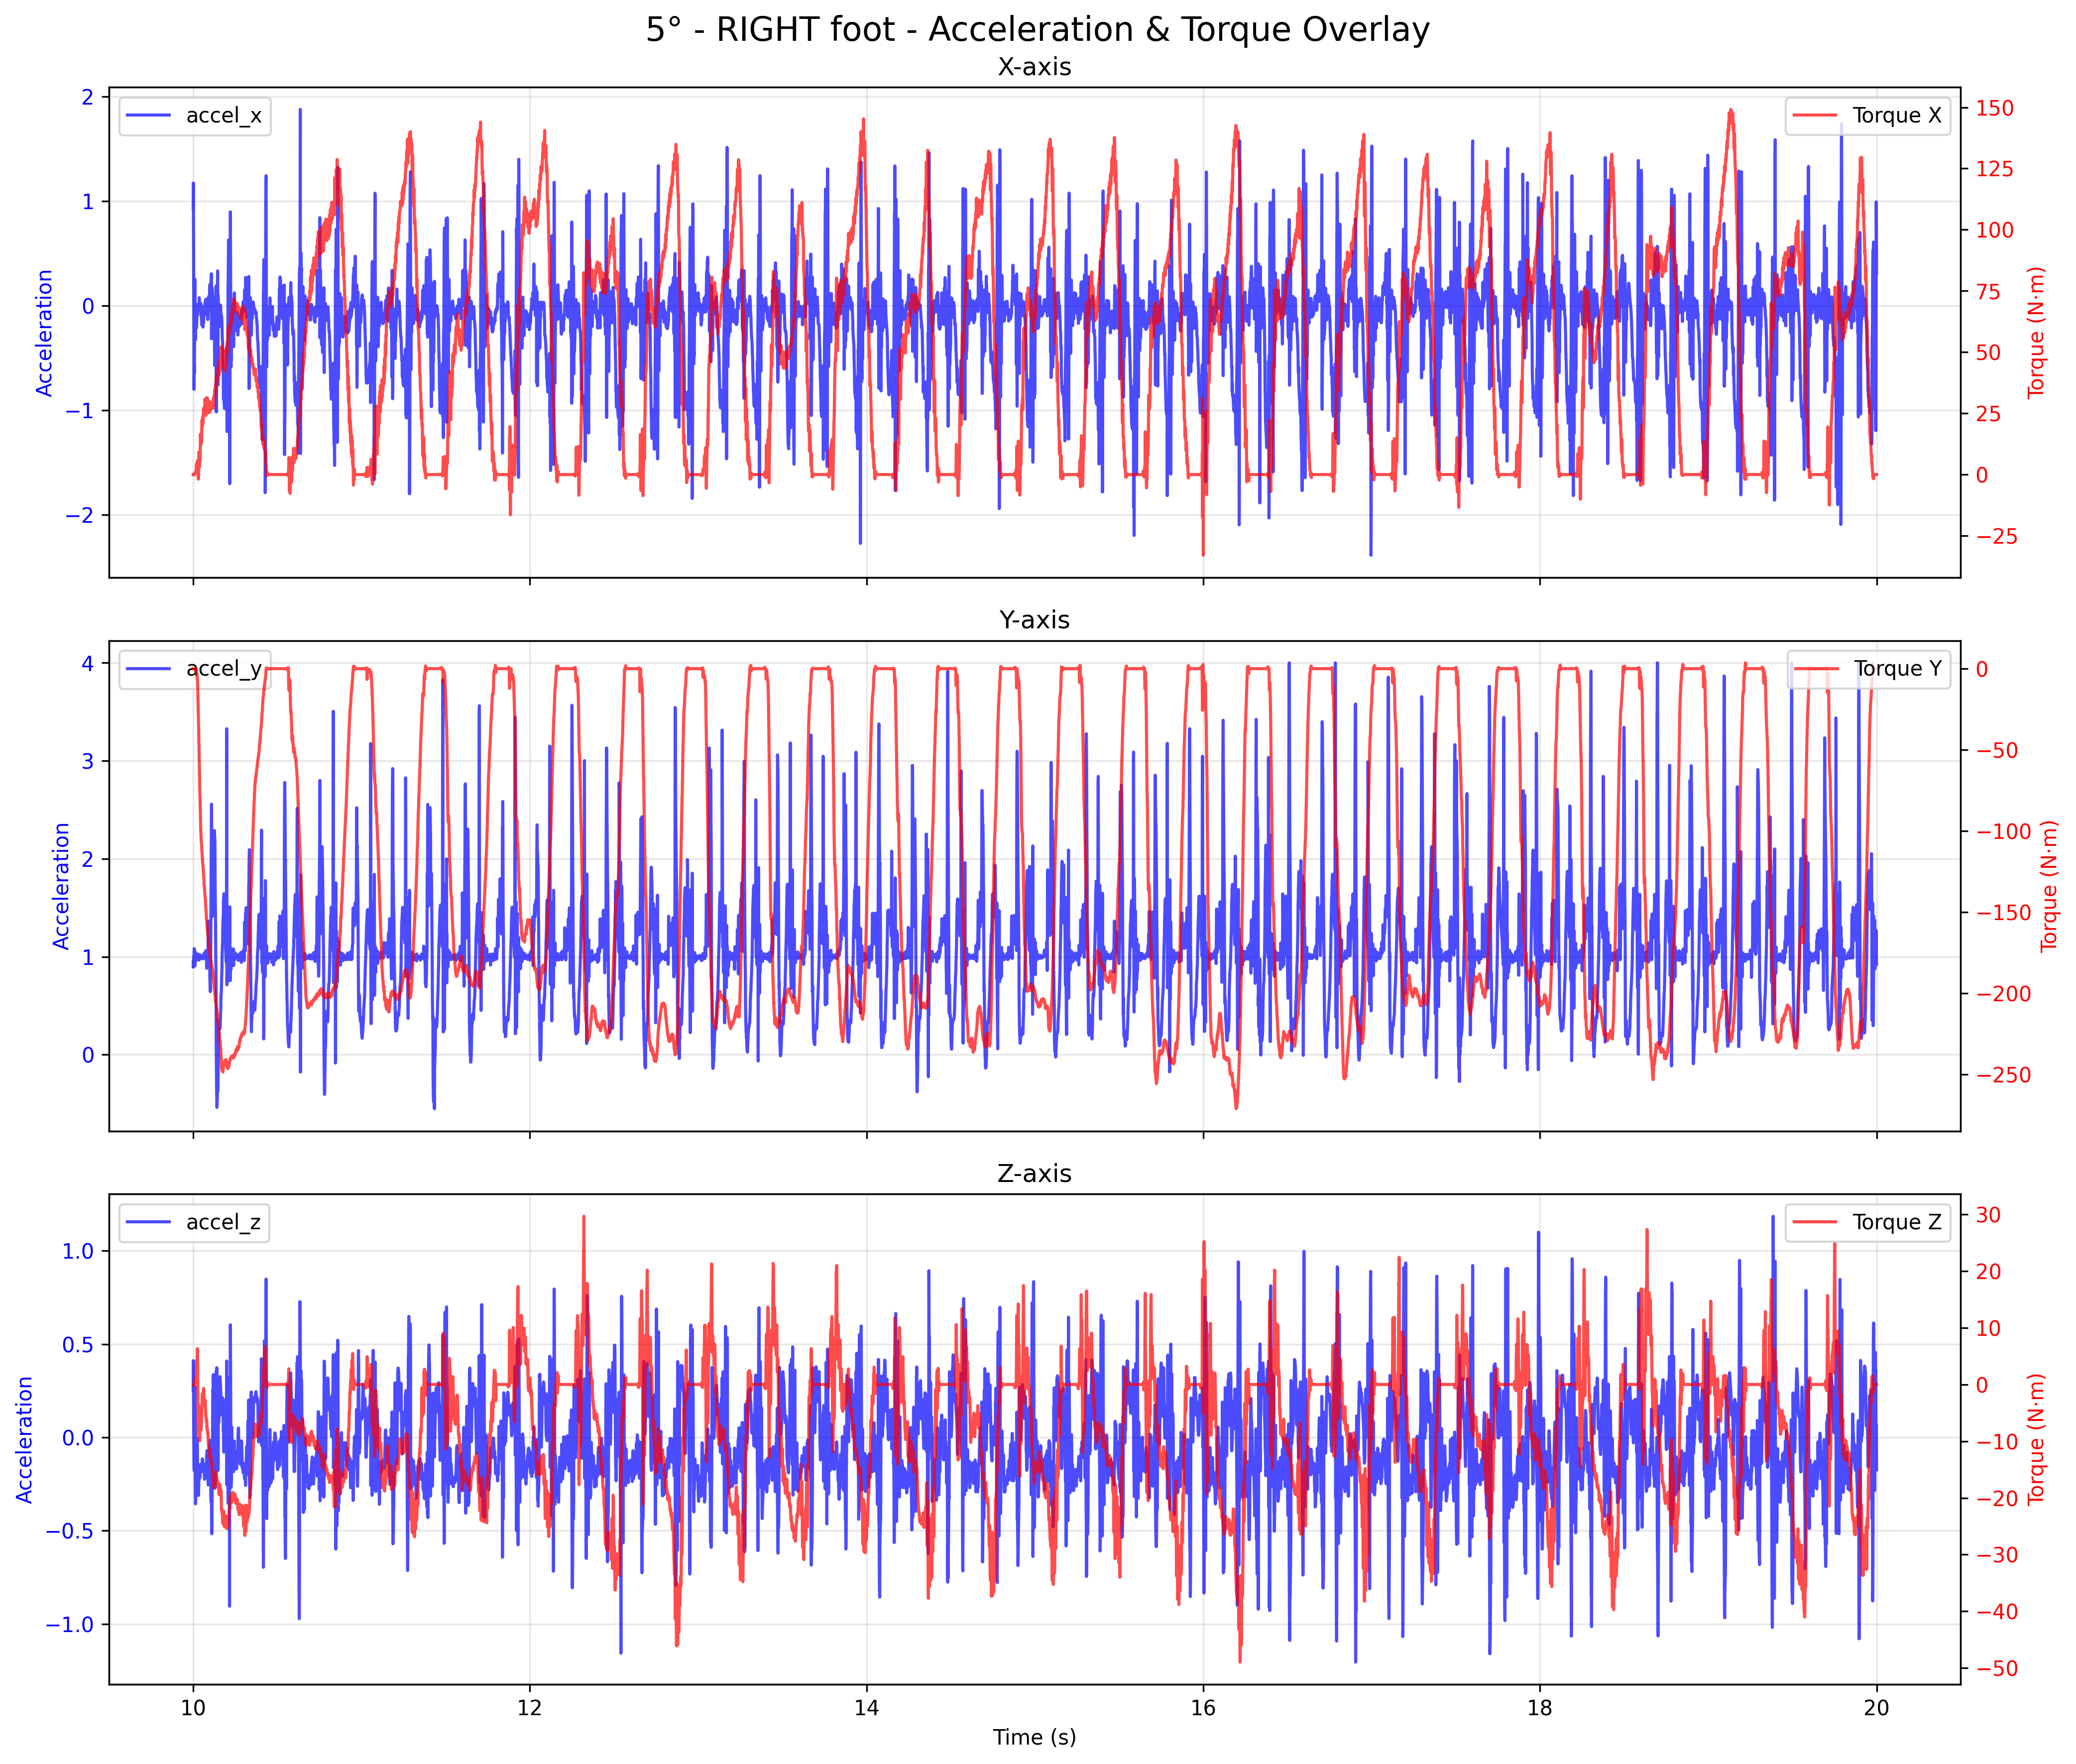 5° - RIGHT foot - Acceleration & Torque Overlay
X-axis
accel_x
Torque X
2
1
0
−1
−2
Acceleration
150
125
100
75
50
25
0
−25
Torque (N·m)
Y-axis
accel_y
Torque Y
4
3
2
1
0
Acceleration
0
−50
−100
−150
−200
−250
Torque (N·m)
Z-axis
accel_z
Torque Z
1.0
0.5
0.0
−0.5
−1.0
Acceleration
30
20
10
0
−10
−20
−30
−40
−50
Torque (N·m)
10 12 14 16 18 20
Time (s)